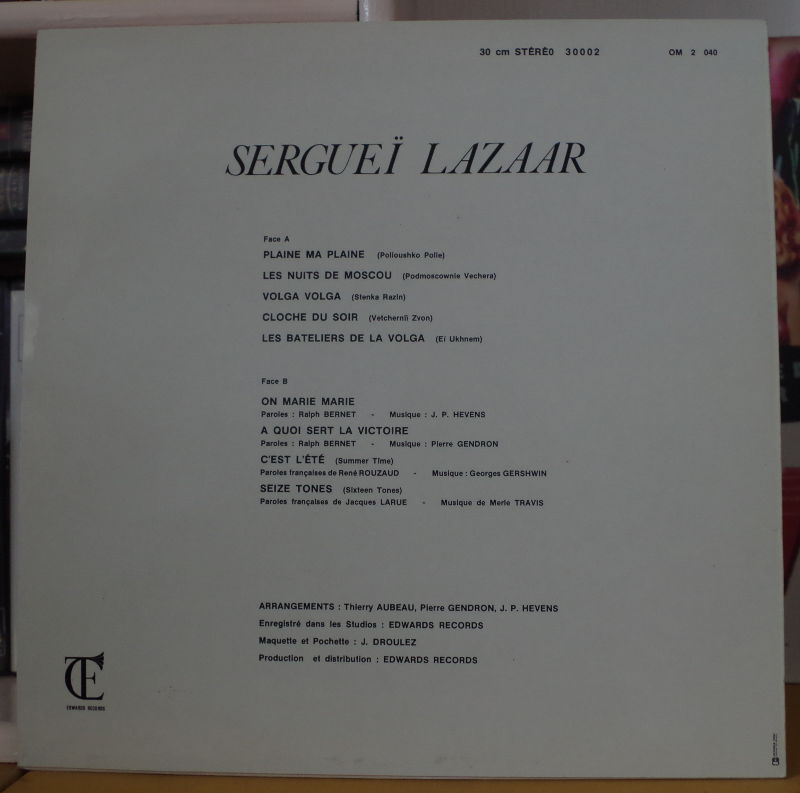 30 cm STÉRÉO 30002 OM 2 040
SERGUEÏ LAZAAR
Face A
PLAINE MA PLAINE (Polioushko Polie)
LES NUITS DE MOSCOU (Podmoscownie Vechera)
VOLGA VOLGA (Stenka Razin)
CLOCHE DU SOIR (Vetchernïï Zvon)
LES BATELIERS DE LA VOLGA (Eï Ukhnem)
Face B
ON MARIE MARIE
Paroles : Ralph BERNET - Musique : J. P. HEVENS
A QUOI SERT LA VICTOIRE
Paroles : Ralph BERNET - Musique : Pierre GENDRON
C'EST L'ÉTÉ (Summer Time)
Paroles françaises de René ROUZAUD - Musique : Georges GERSHWIN
SEIZE TONES (Sixteen Tones)
Paroles françaises de Jacques LARUE - Musique de Merle TRAVIS
ARRANGEMENTS : Thierry AUBEAU, Pierre GENDRON, J. P. HEVENS
Enregistré dans les Studios : EDWARDS RECORDS
Maquette et Pochette : J. DROULEZ
Production et distribution : EDWARDS RECORDS
EDWARDS RECORDS